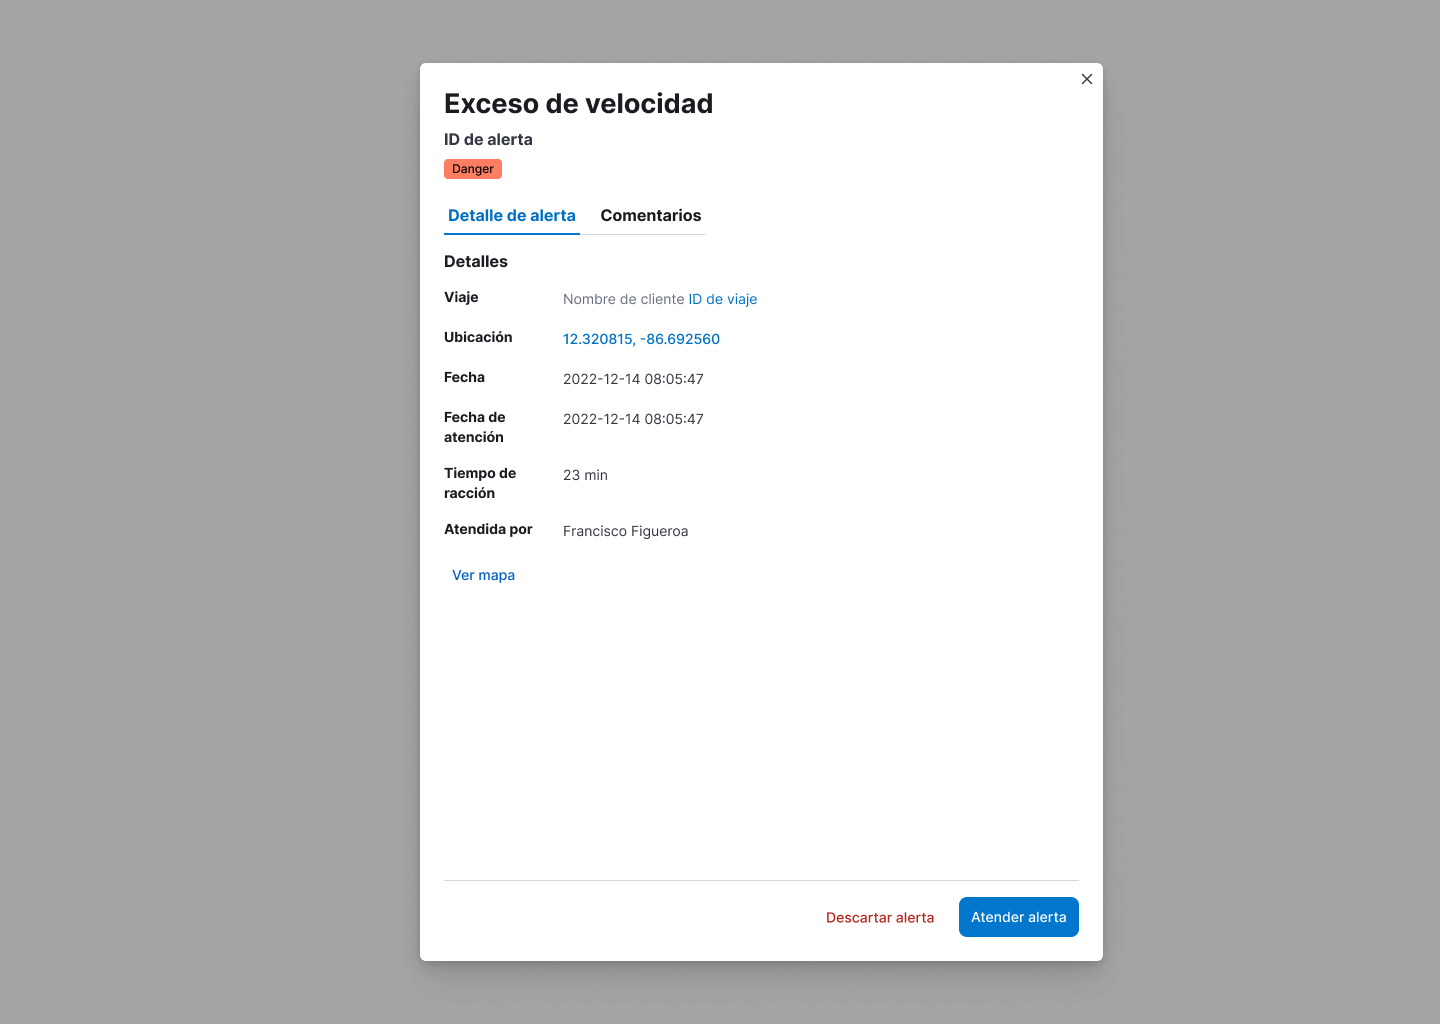 Exceso de velocidad
ID de alerta
Danger
Detalle de alerta Comentarios
Detalles
Viaje Nombre de cliente ID de viaje
Ubicación 12.320815, -86.692560
Fecha 2022-12-14 08:05:47
Fecha de atención 2022-12-14 08:05:47
Tiempo de racción 23 min
Atendida por Francisco Figueroa
Ver mapa
Descartar alerta Atender alerta